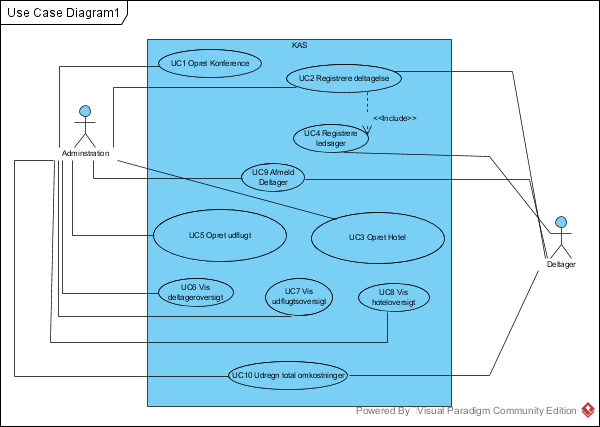 Use Case Diagram1
KAS
UC1 Opret Konference
UC2 Registrere deltagelse
<<Include>>
UC4 Registrere
ledsager
Adminstration
UC9 Afmeld
Deltager
UC5 Opret udflugt
UC3 Opret Hotel
Deltager
UC6 Vis
deltageroversigt
UC7 Vis
udflugtsoversigt
UC8 Vis
hoteloversigt
UC10 Udregn total omkostninger
Powered By Visual Paradigm Community Edition